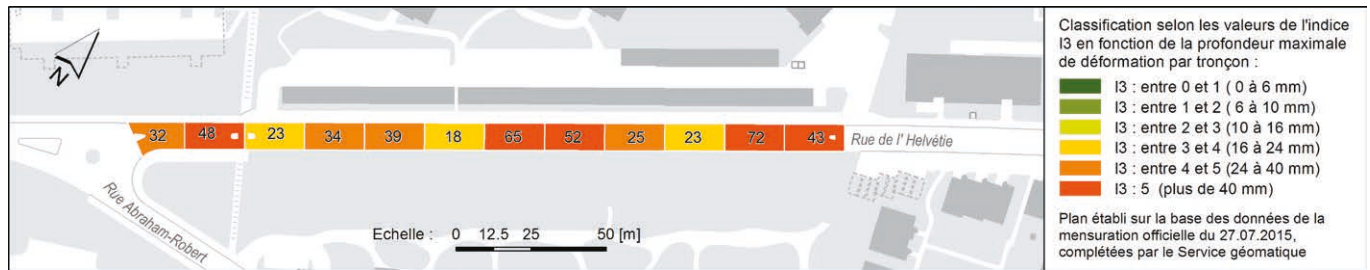 N
32 48 23 34 39 18 65 52 25 23 72 43 Rue de l' Helvétie
Rue Abraham-Robert
Echelle : 0 12.5 25 50 [m]
Classification selon les valeurs de l'indice
I3 en fonction de la profondeur maximale
de déformation par tronçon :
I3 : entre 0 et 1 ( 0 à 6 mm)
I3 : entre 1 et 2 ( 6 à 10 mm)
I3 : entre 2 et 3 (10 à 16 mm)
I3 : entre 3 et 4 (16 à 24 mm)
I3 : entre 4 et 5 (24 à 40 mm)
I3 : 5 (plus de 40 mm)
Plan établi sur la base des données de la
mensuration officielle du 27.07.2015,
complétées par le Service géomatique